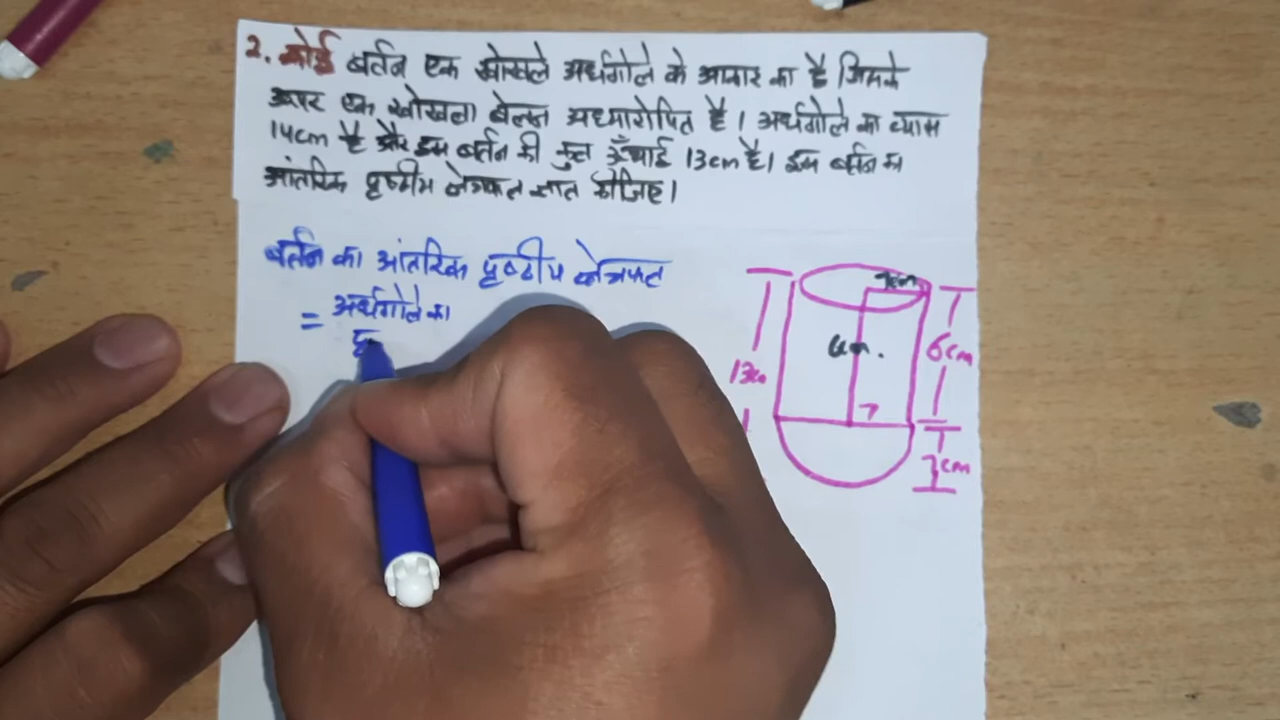 2. कोई बर्तन एक खोखले अर्धगोले के आकार का है जिसके
ऊपर एक खोखला बेलन अध्यारोपित है। अर्धगोले का व्यास
14cm है और इस बर्तन की कुल ऊँचाई 13cm है। इस बर्तन का
आंतरिक पृष्ठीय क्षेत्रफल ज्ञात कीजिए।
बर्तन का आंतरिक पृष्ठीय क्षेत्रफल
= अर्धगोले का
पृ
7cm
6cm.
6cm
13cm
7
7cm